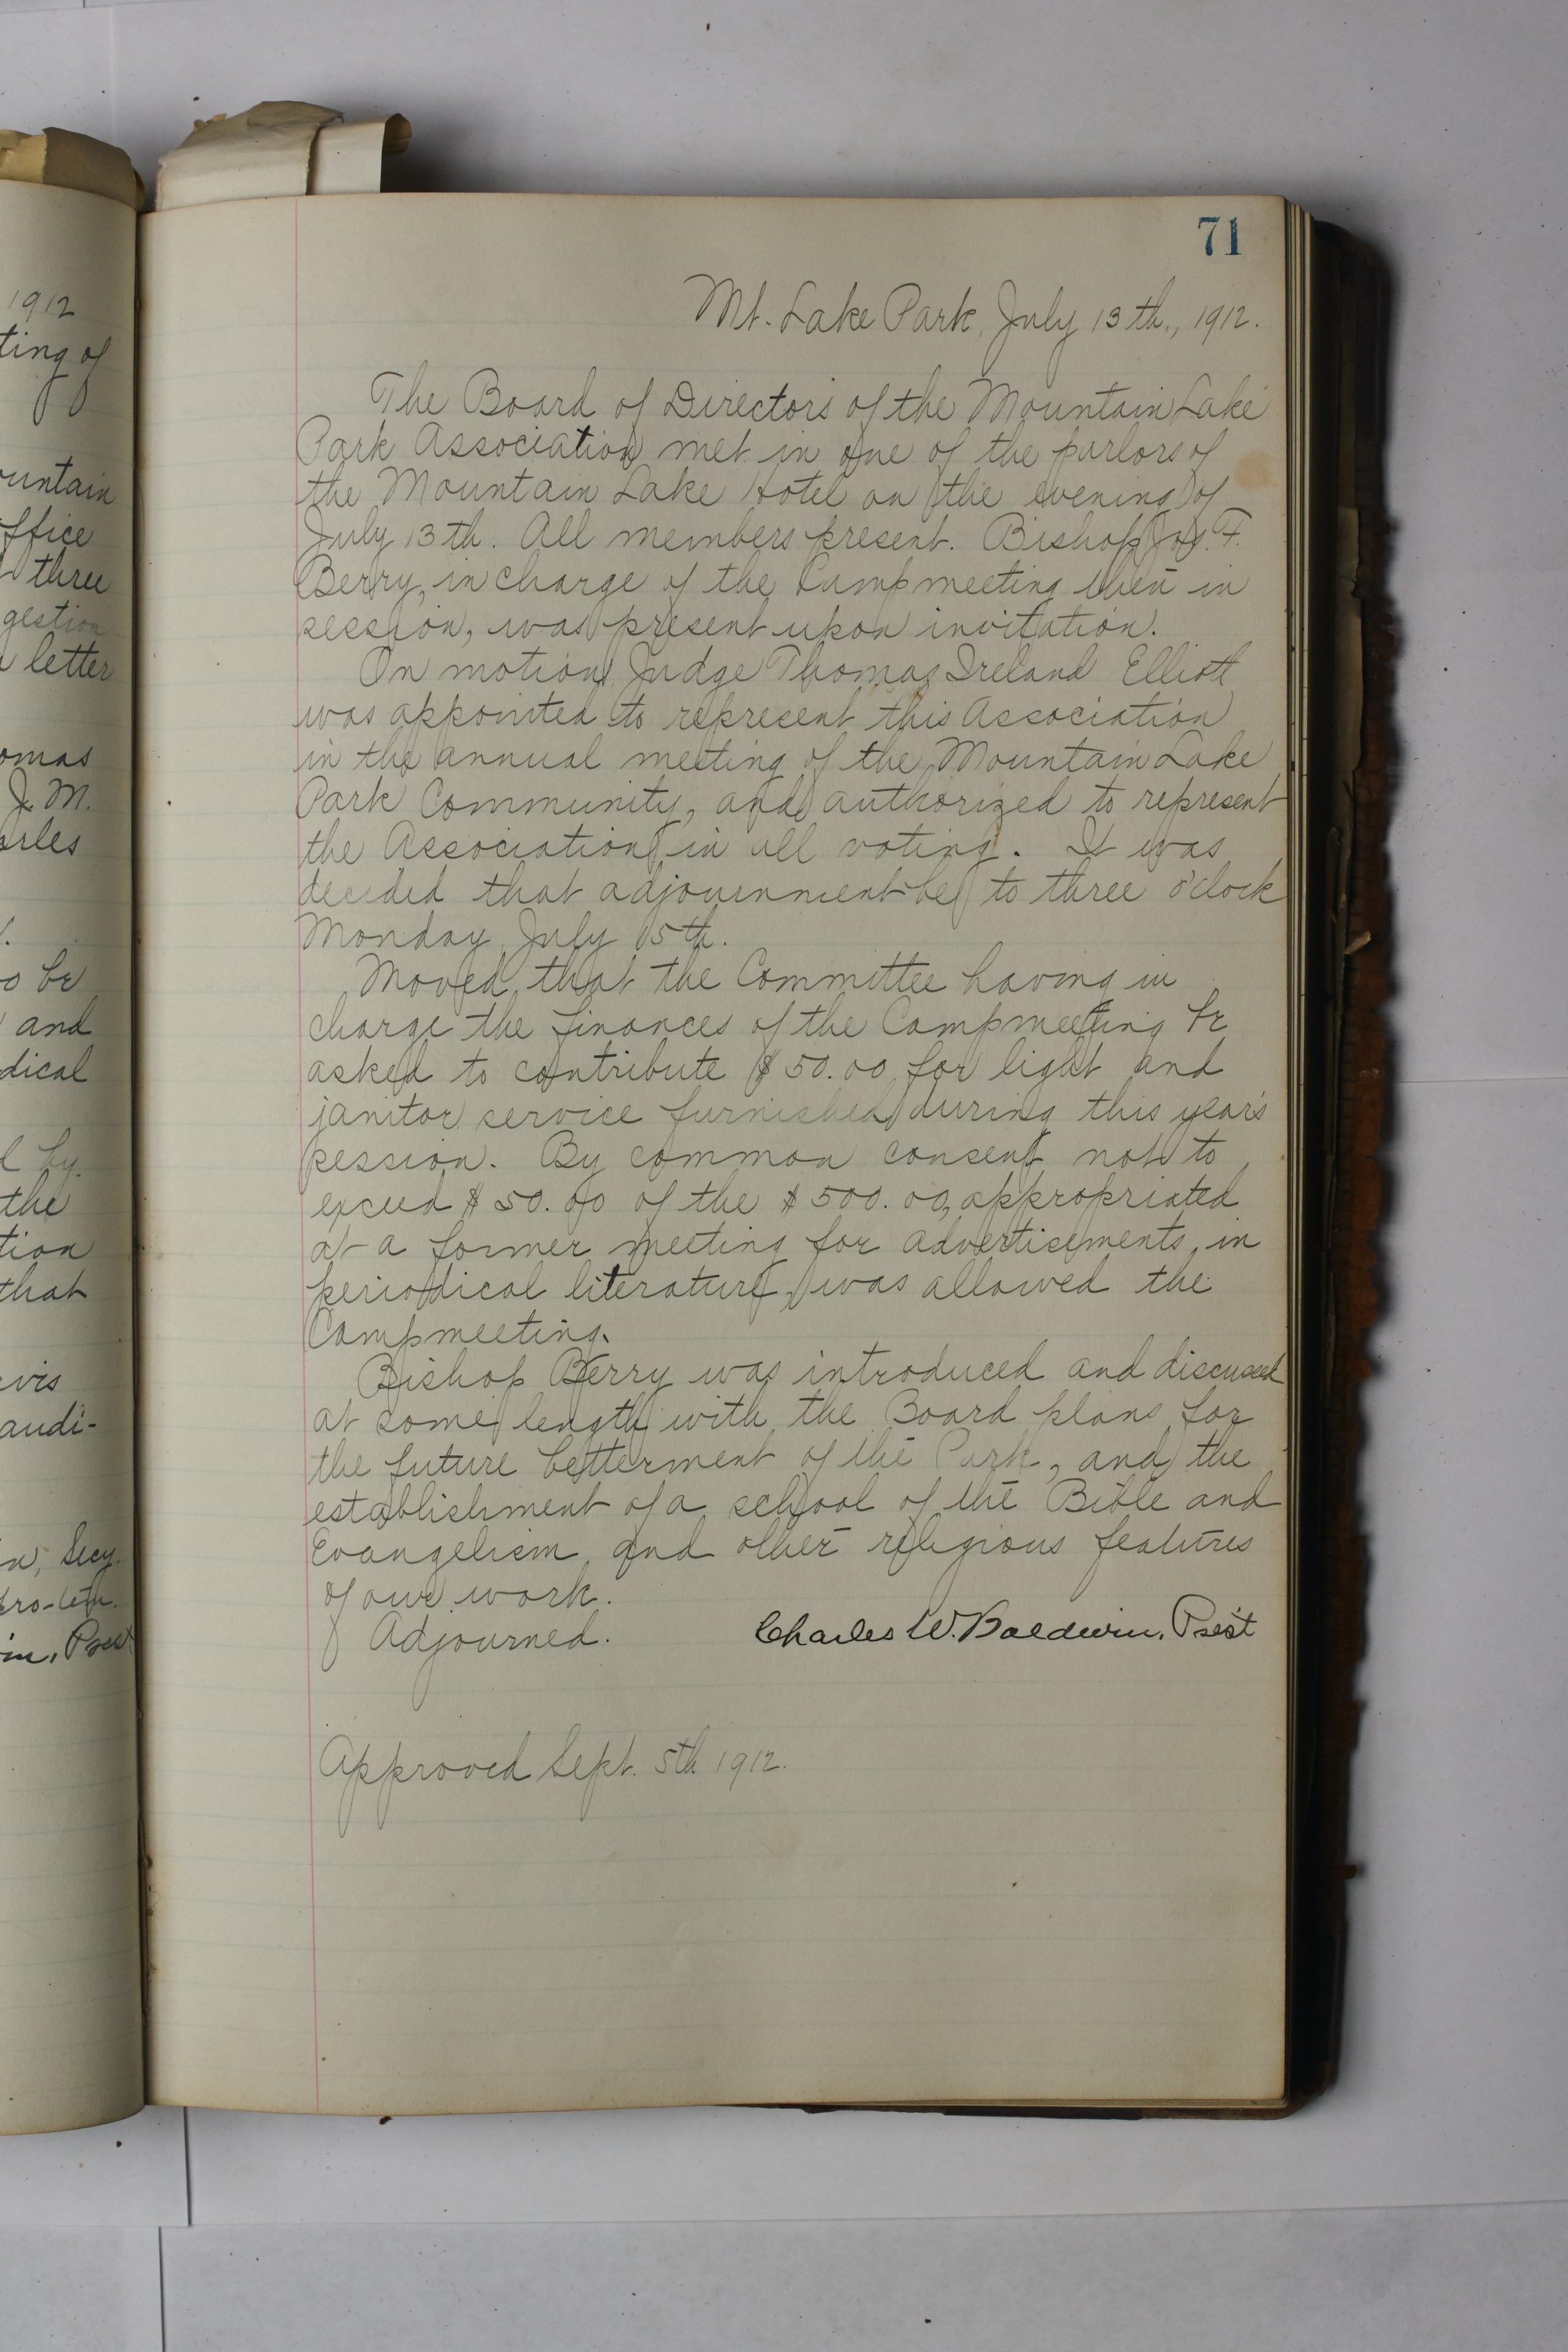 1912
ting of
ountain
office
three
gestion
letter
omas
J. M.
arles
o be
and
dical
l by
the
tion
that
vis
audi-
n, Secy.
pro-tem.
in, Prest
71
Mt. Lake Park, July 13th., 1912.
The Board of Directors of the Mountain Lake
Park Association met in one of the parlors of
the Mountain Lake Hotel on the evening of
July 13th. All members present. Bishop Jos. F.
Berry, in charge of the Campmeeting then in
session, was present upon invitation.
On motion Judge Thomas Ireland Elliott
was appointed to represent this Association
in the annual meeting of the Mountain Lake
Park Community, and authorized to represent
the Association in all voting. It was
decided that adjournment be to three o'clock
Monday July 15th.
Moved that the Committee having in
charge the finances of the Campmeeting be
asked to contribute $50.00 for light and
janitor service furnished during this year's
session. By common consent not to
exceed $50.00 of the $500.00, appropriated
at a former meeting for advertisements in
periodical literature, was allowed the
Campmeeting.
Bishop Berry was introduced and discussed
at some length with the Board plans for
the future betterment of the Park, and the
establishment of a school of the Bible and
Evangelism, and other religious features
of our work.
Adjourned. Charles W. Baldwin, Pres't
Approved Sept. 5th 1912.